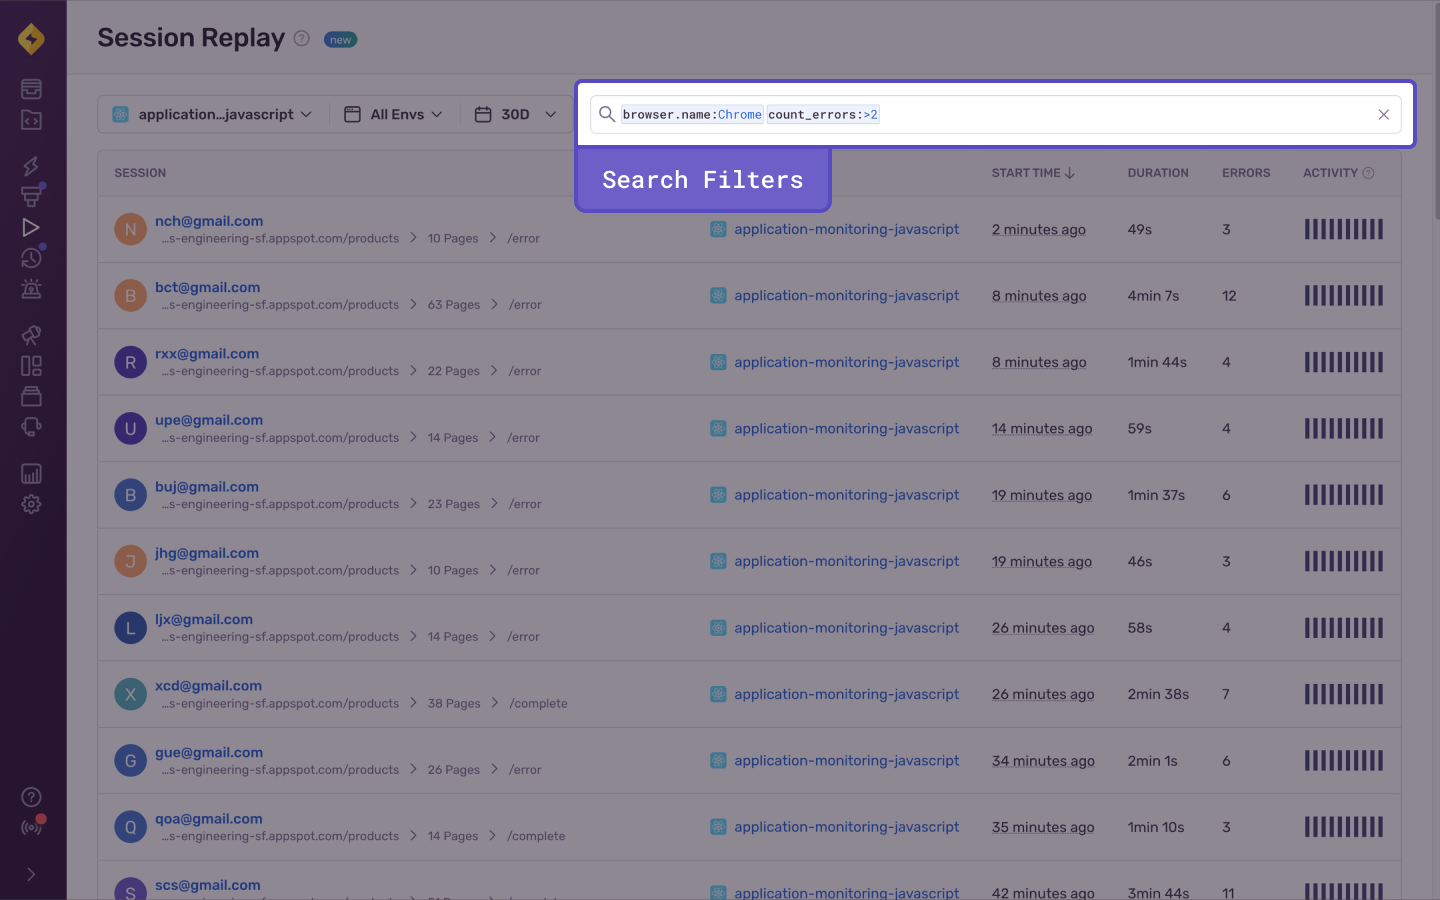 Session Replay ? new
application...javascript All Envs 30D browser.name:Chrome count_errors:>2
Search Filters
SESSION START TIME DURATION ERRORS ACTIVITY ?
N nch@gmail.com
...s-engineering-sf.appspot.com/products > 10 Pages > /error application-monitoring-javascript 2 minutes ago 49s 3
B bct@gmail.com
...s-engineering-sf.appspot.com/products > 63 Pages > /error application-monitoring-javascript 8 minutes ago 4min 7s 12
R rxx@gmail.com
...s-engineering-sf.appspot.com/products > 22 Pages > /error application-monitoring-javascript 8 minutes ago 1min 44s 4
U upe@gmail.com
...s-engineering-sf.appspot.com/products > 14 Pages > /error application-monitoring-javascript 14 minutes ago 59s 4
B buj@gmail.com
...s-engineering-sf.appspot.com/products > 23 Pages > /error application-monitoring-javascript 19 minutes ago 1min 37s 6
J jhg@gmail.com
...s-engineering-sf.appspot.com/products > 10 Pages > /error application-monitoring-javascript 19 minutes ago 46s 3
L ljx@gmail.com
...s-engineering-sf.appspot.com/products > 14 Pages > /error application-monitoring-javascript 26 minutes ago 58s 4
X xcd@gmail.com
...s-engineering-sf.appspot.com/products > 38 Pages > /complete application-monitoring-javascript 26 minutes ago 2min 38s 7
G gue@gmail.com
...s-engineering-sf.appspot.com/products > 26 Pages > /error application-monitoring-javascript 34 minutes ago 2min 1s 6
Q qoa@gmail.com
...s-engineering-sf.appspot.com/products > 14 Pages > /complete application-monitoring-javascript 35 minutes ago 1min 10s 3
S scs@gmail.com
application-monitoring-javascript 42 minutes ago 3min 44s 11